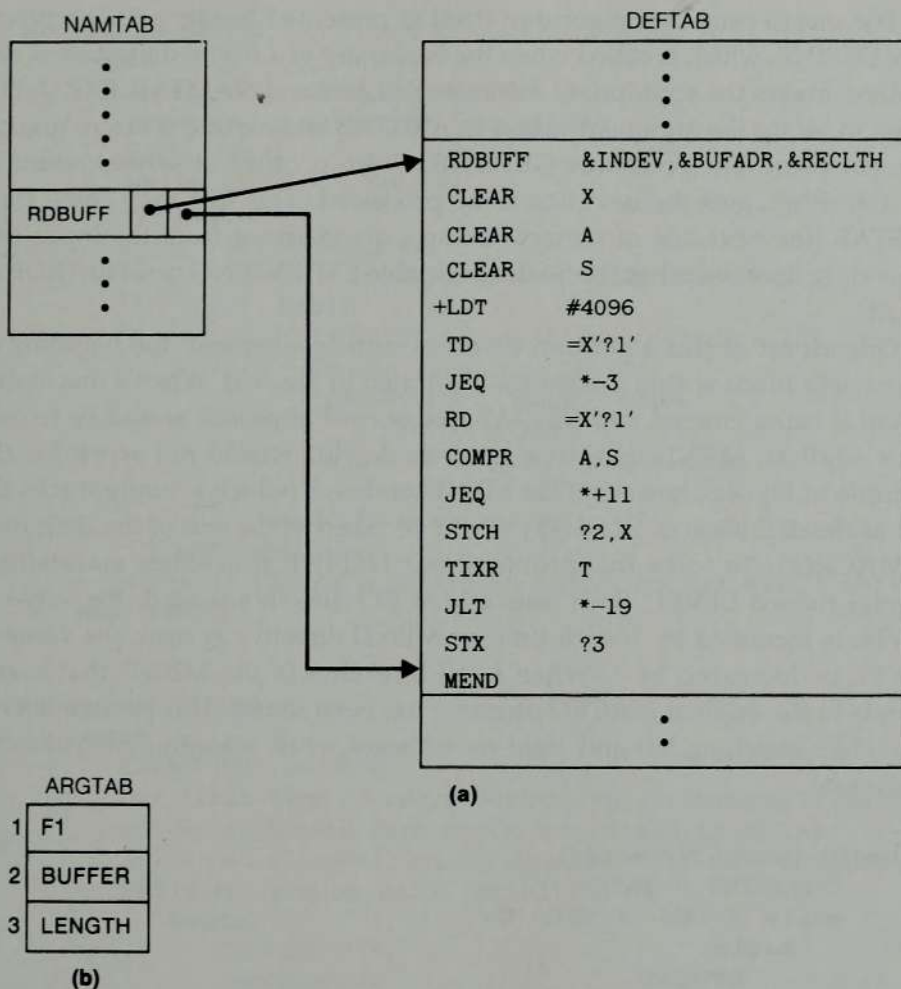 NAMTAB
RDBUFF
DEFTAB
RDBUFF &INDEV,&BUFADR,&RECLTH
CLEAR X
CLEAR A
CLEAR S
+LDT #4096
TD =X'?1'
JEQ *–3
RD =X'?1'
COMPR A,S
JEQ *+11
STCH ?2,X
TIXR T
JLT *–19
STX ?3
MEND
(a)
ARGTAB
1 F1
2 BUFFER
3 LENGTH
(b)